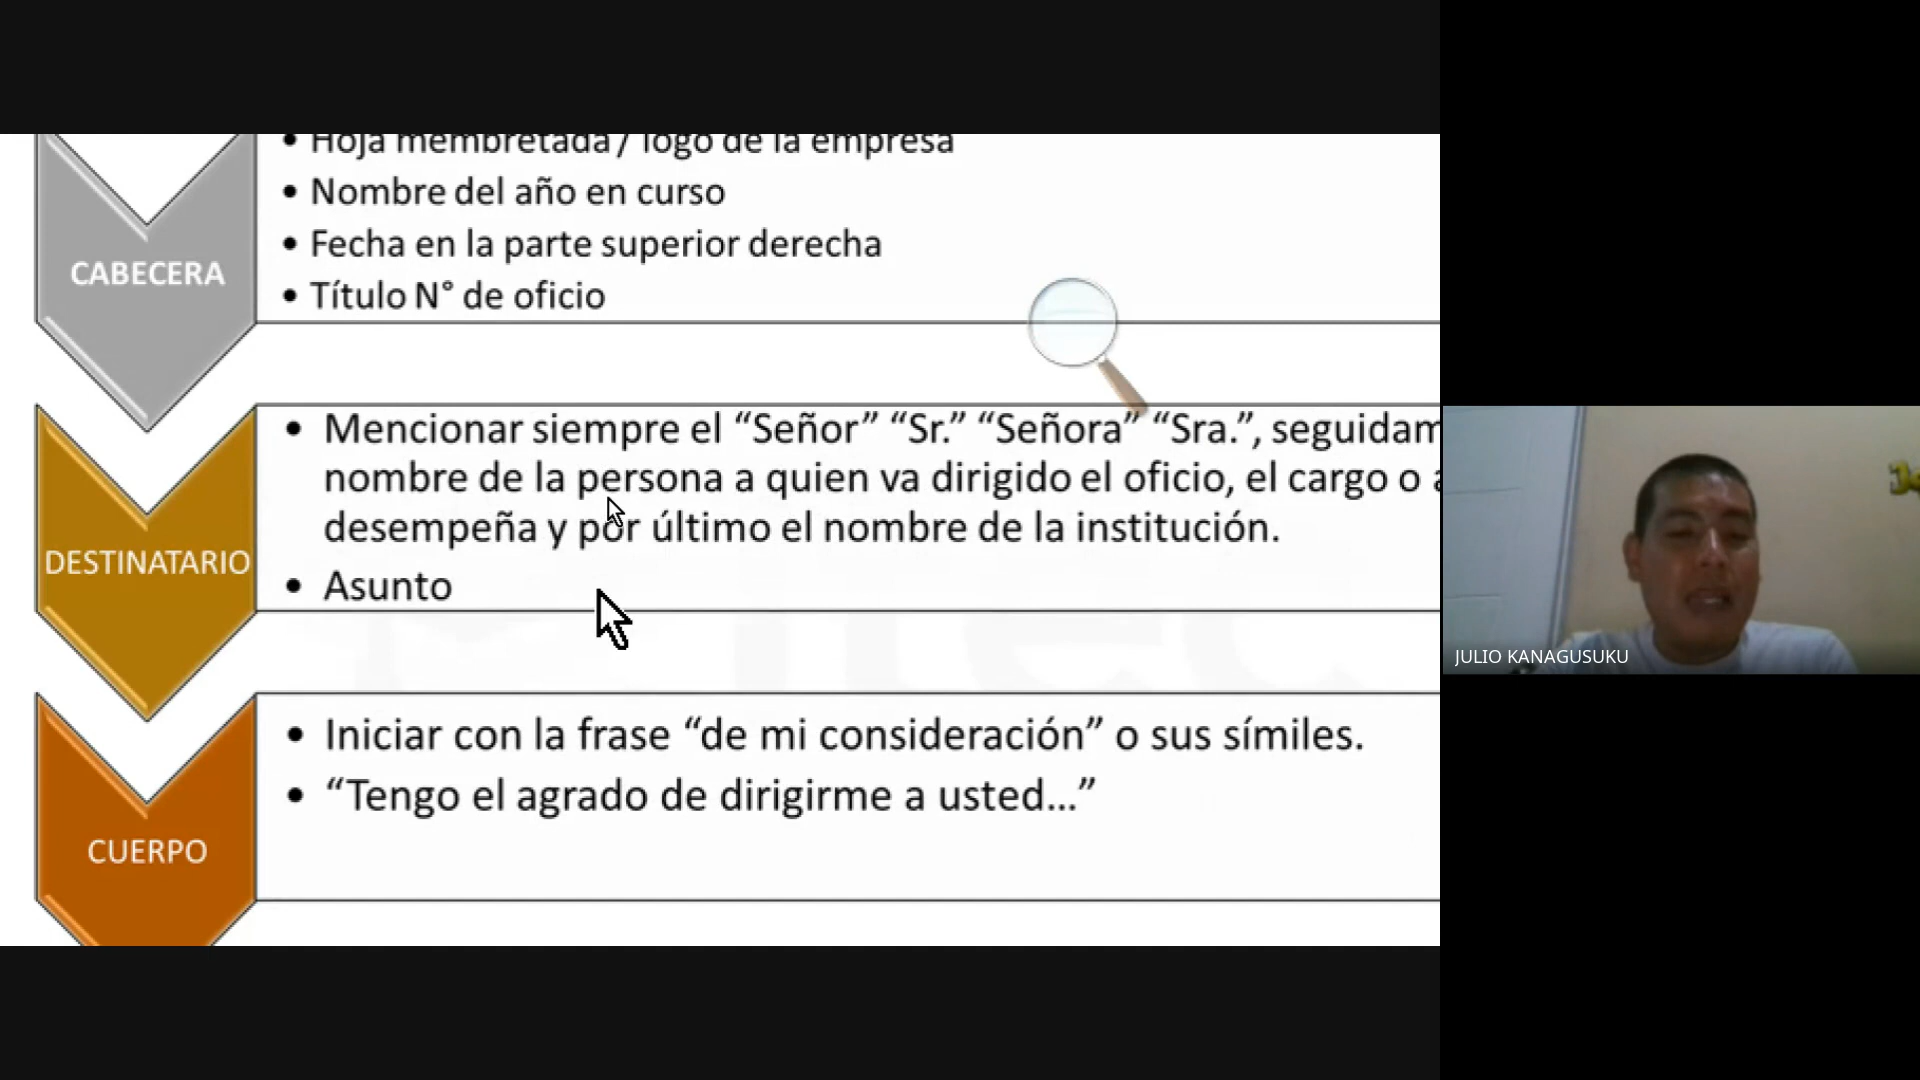 • Hoja membretada / logo de la empresa
• Nombre del año en curso
• Fecha en la parte superior derecha
CABECERA
• Título N° de oficio
• Mencionar siempre el “Señor” “Sr.” “Señora” “Sra.”,
nombre de la persona a quien va dirigido el oficio, el cargo o
desempeña y por último el nombre de la institución.
DESTINATARIO
• Asunto
JULIO KANAGUSUKU
• Iniciar con la frase “de mi consideración” o sus símiles.
• “Tengo el agrado de dirigirme a usted...”
CUERPO